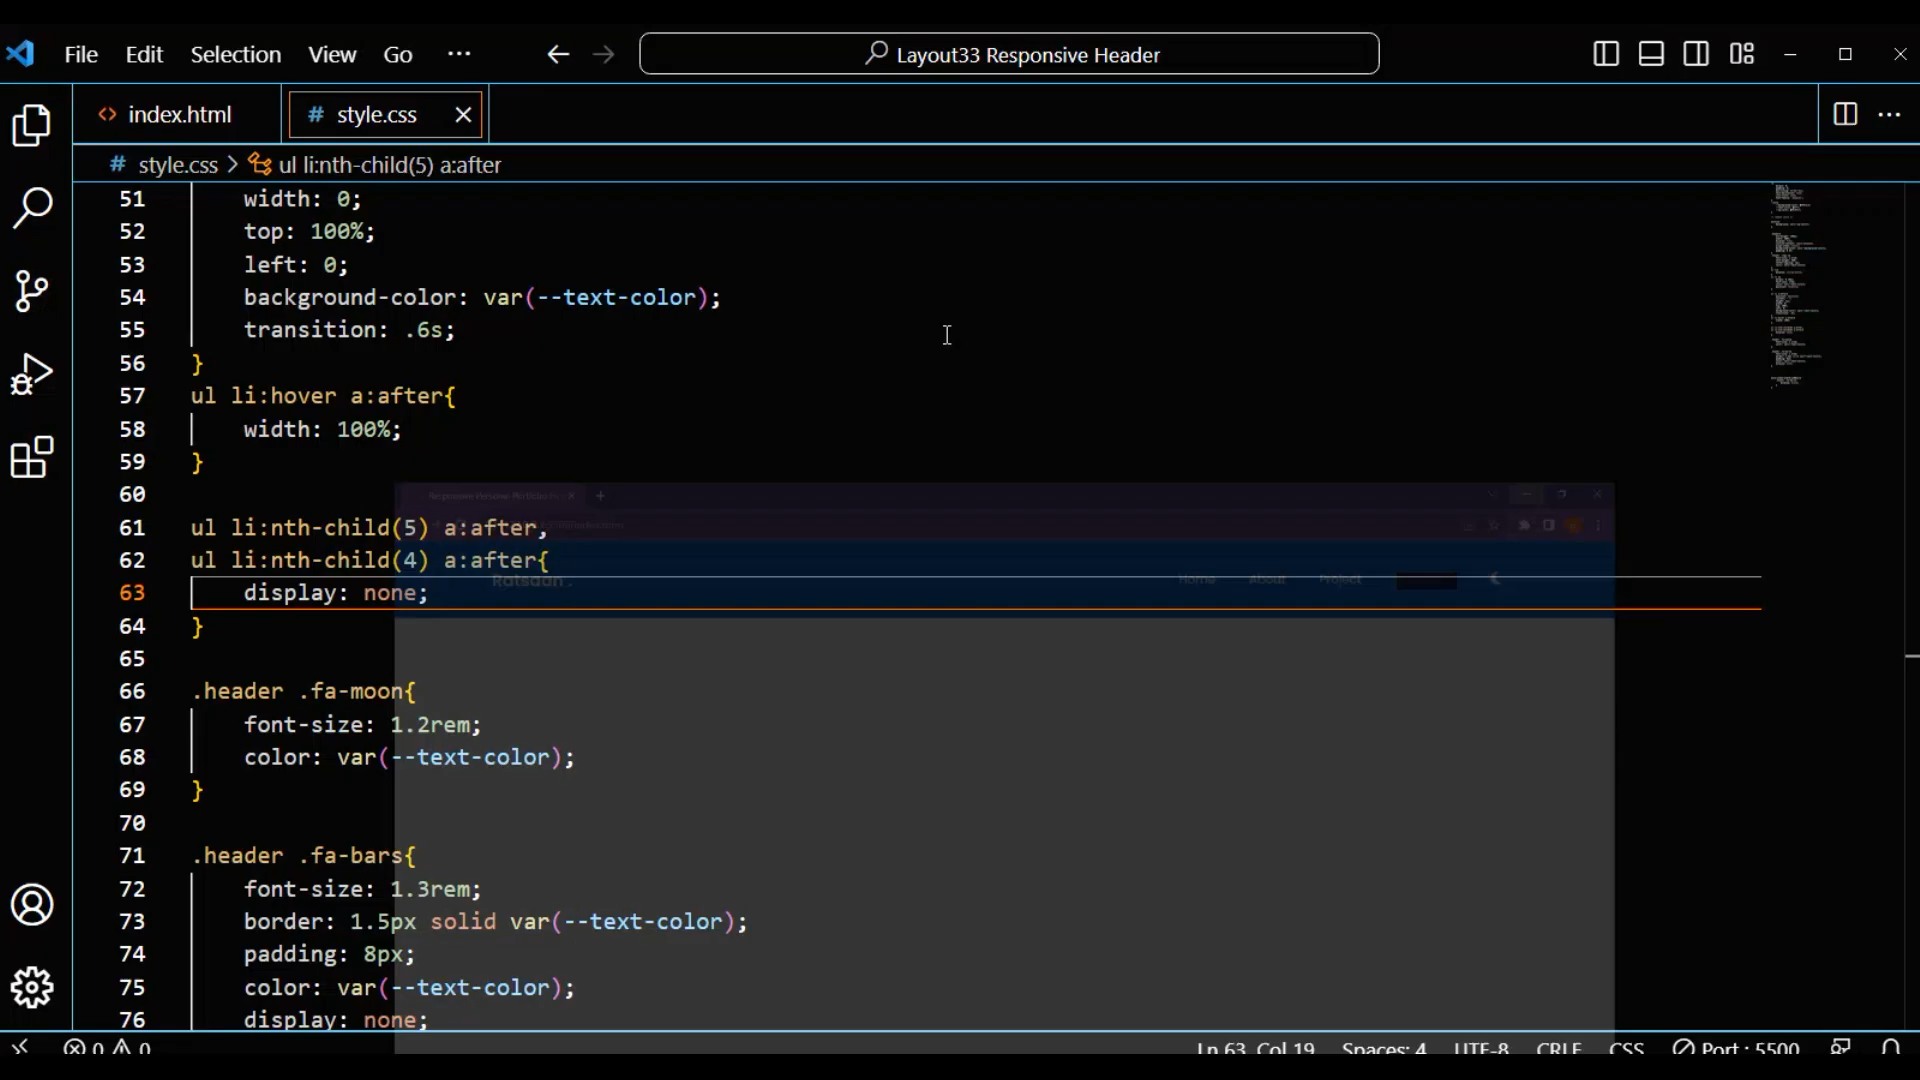 File Edit Selection View Go ··· Layout33 Responsive Header
index.html # style.css
# style.css > ul li:nth-child(5) a:after
51 width: 0;
52 top: 100%;
53 left: 0;
54 background-color: var(--text-color);
55 transition: .6s;
56 }
57 ul li:hover a:after{
58 width: 100%;
59 }
60
61 ul li:nth-child(5) a:after,
62 ul li:nth-child(4) a:after{
63 display: none;
64 }
65
66 .header .fa-moon{
67 font-size: 1.2rem;
68 color: var(--text-color);
69 }
70
71 .header .fa-bars{
72 font-size: 1.3rem;
73 border: 1.5px solid var(--text-color);
74 padding: 8px;
75 color: var(--text-color);
76 display: none;
Home About Project
0 0 Ln 63, Col 19 Spaces: 4 UTF-8 CRLF CSS Port : 5500